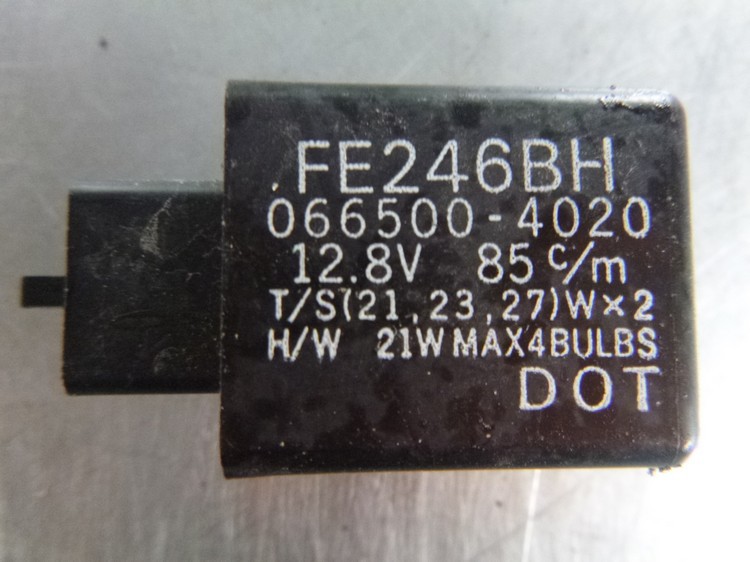 FE246BH
066500-4020
12.8V 85 c/m
T/S(21,23,27)W×2
H/W 21W MAX4BULBS
DOT